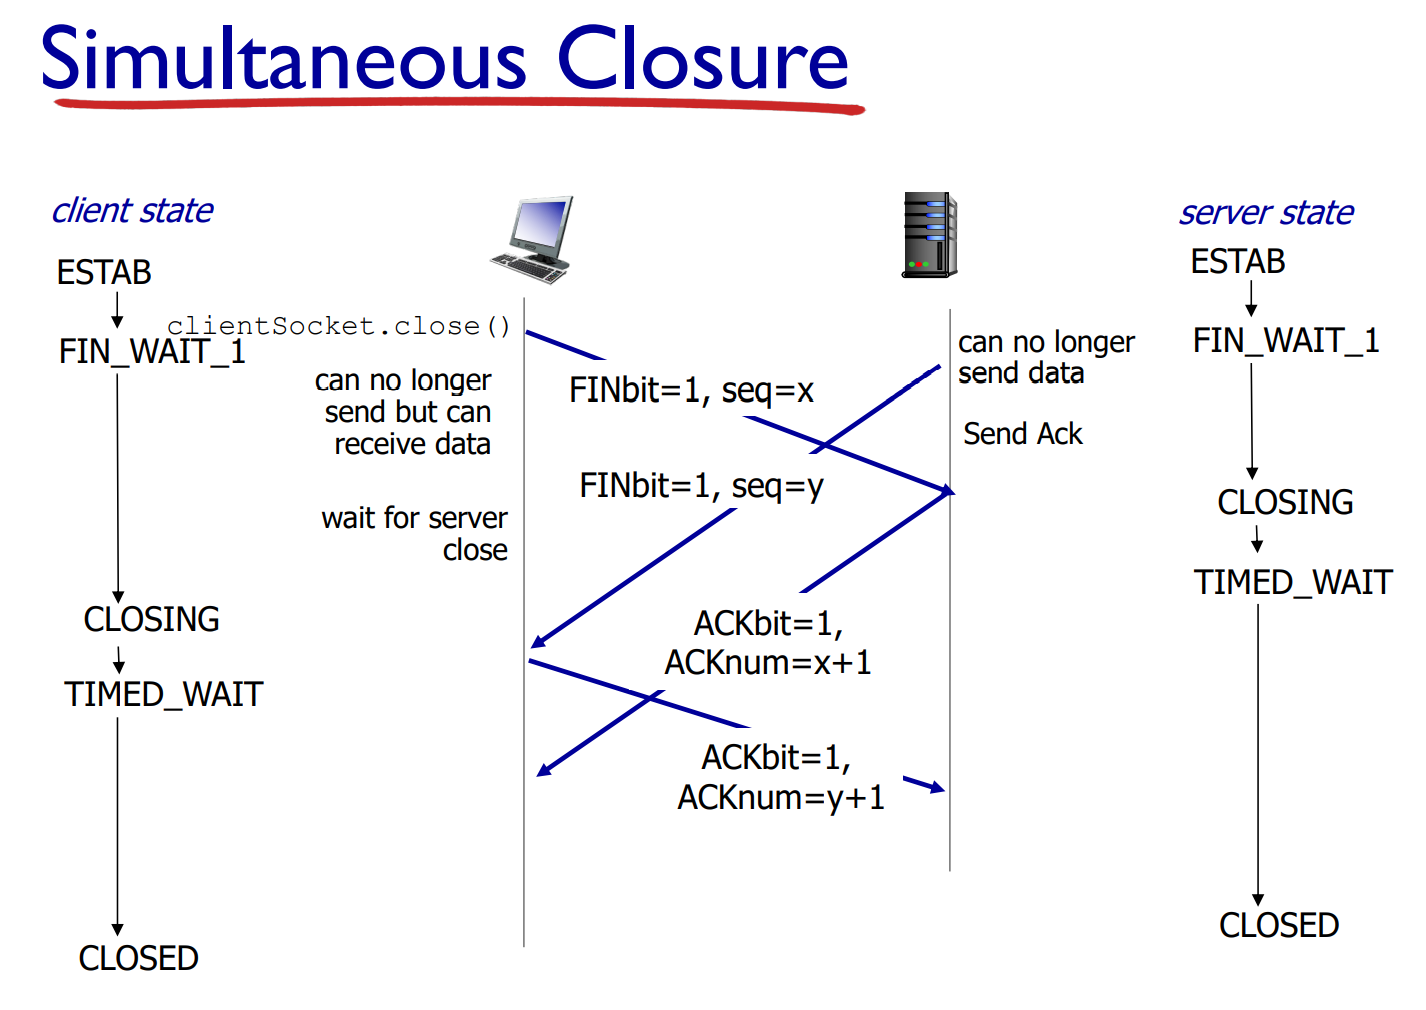 Simultaneous Closure
client state
server state
ESTAB
ESTAB
clientSocket.close()
FIN_WAIT_1
can no longer
send data
FIN_WAIT_1
can no longer
send but can
receive data
FINbit=1, seq=x
Send Ack
FINbit=1, seq=y
wait for server
close
CLOSING
TIMED_WAIT
CLOSING
ACKbit=1,
ACKnum=x+1
TIMED_WAIT
ACKbit=1,
ACKnum=y+1
CLOSED
CLOSED